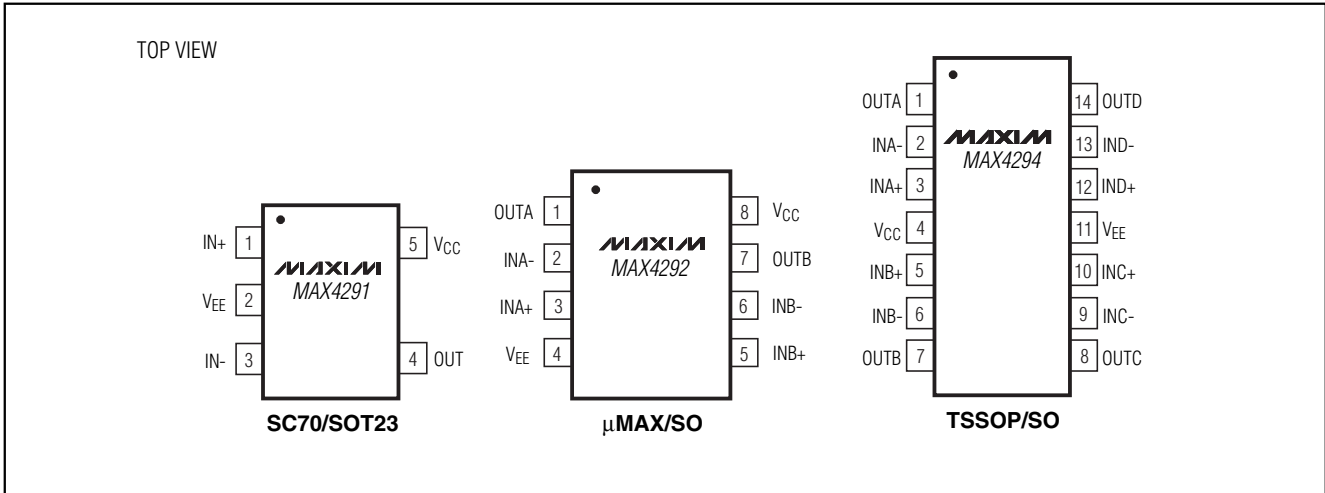 TOP VIEW
MAXIM
MAX4291
IN+ 1
VEE 2
IN- 3
4 OUT
5 VCC
SC70/SOT23
MAXIM
MAX4292
OUTA 1
INA- 2
INA+ 3
VEE 4
5 INB+
6 INB-
7 OUTB
8 VCC
μMAX/SO
MAXIM
MAX4294
OUTA 1
INA- 2
INA+ 3
VCC 4
INB+ 5
INB- 6
OUTB 7
8 OUTC
9 INC-
10 INC+
11 VEE
12 IND+
13 IND-
14 OUTD
TSSOP/SO